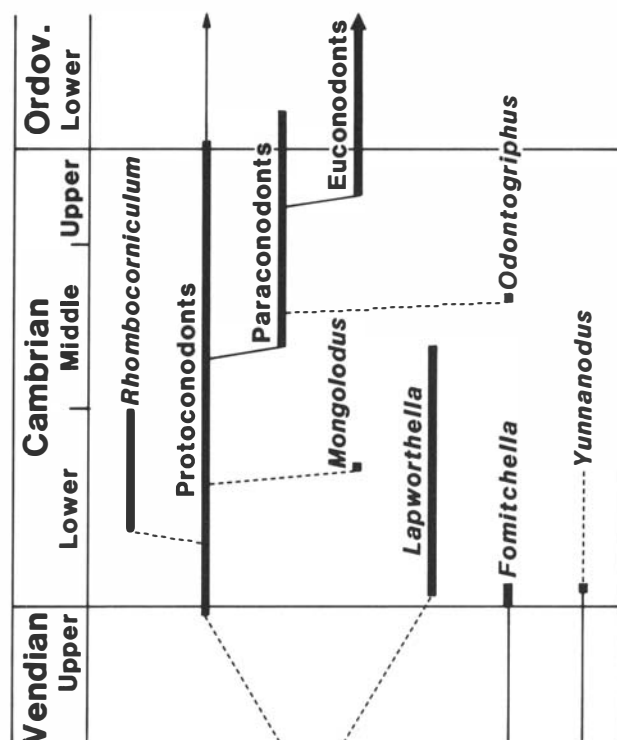 Ordov.
Lower
Cambrian
Upper
Middle
Lower
Vendian
Upper
Rhombocorniculum
Protoconodonts
Paraconodonts
Euconodonts
Mongolodus
Lapworthella
Odontogriphus
Fomitchella
Yunnanodus